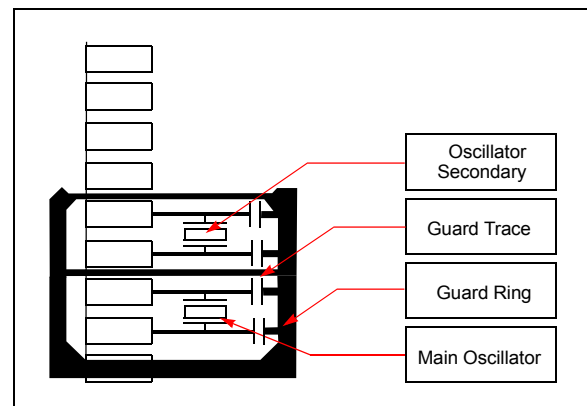 Oscillator
Secondary
Guard Trace
Guard Ring
Main Oscillator